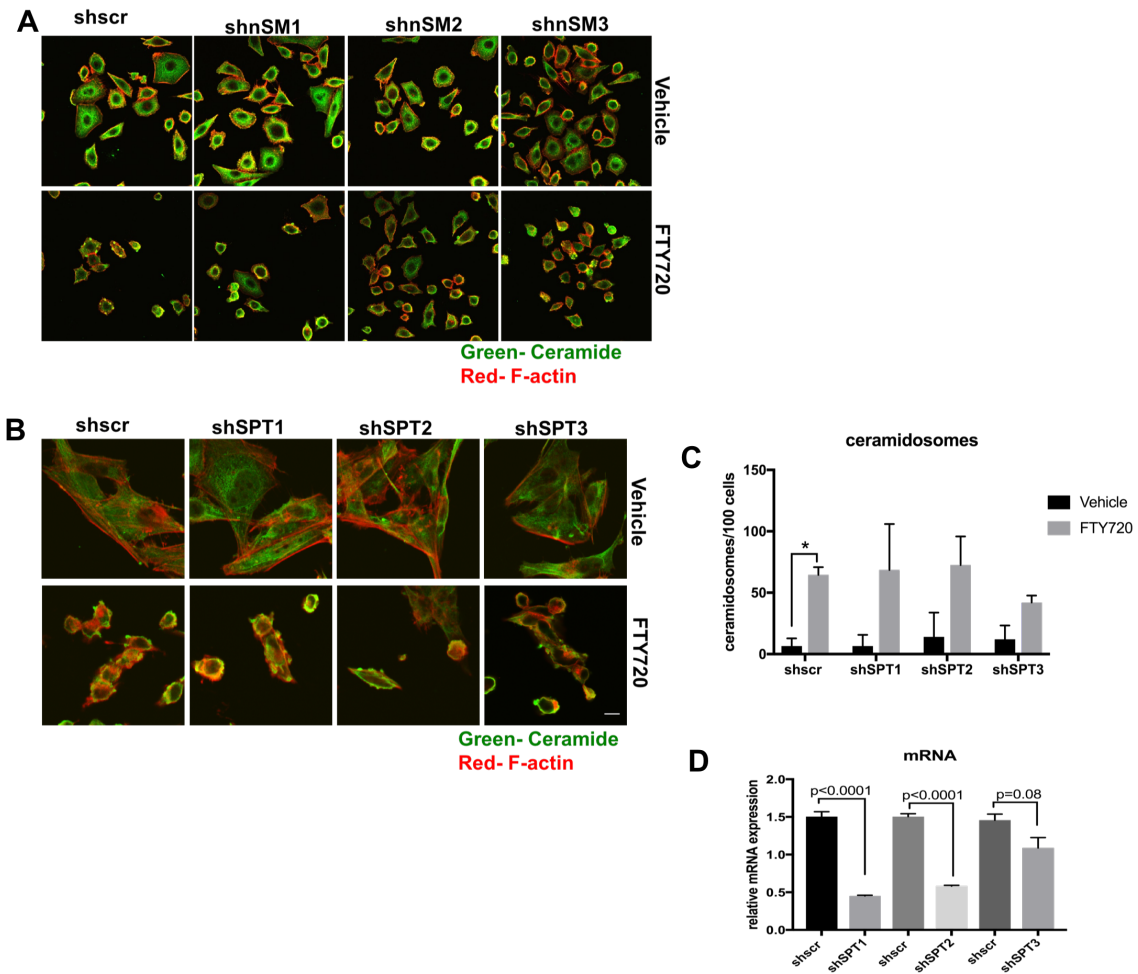 A
shscr
shnSM1
shnSM2
shnSM3
Vehicle
FTY720
Green- Ceramide
Red- F-actin
B
shscr
shSPT1
shSPT2
shSPT3
Vehicle
FTY720
Green- Ceramide
Red- F-actin
C
ceramidosomes
ceramidosomes/100 cells
150
100
50
0
*
Vehicle
FTY720
shscr
shSPT1
shSPT2
shSPT3
D
mRNA
relative mRNA expression
2.0
1.5
1.0
0.5
0.0
p<0.0001
p<0.0001
p=0.08
shscr
shSPT1
shscr
shSPT2
shscr
shSPT3